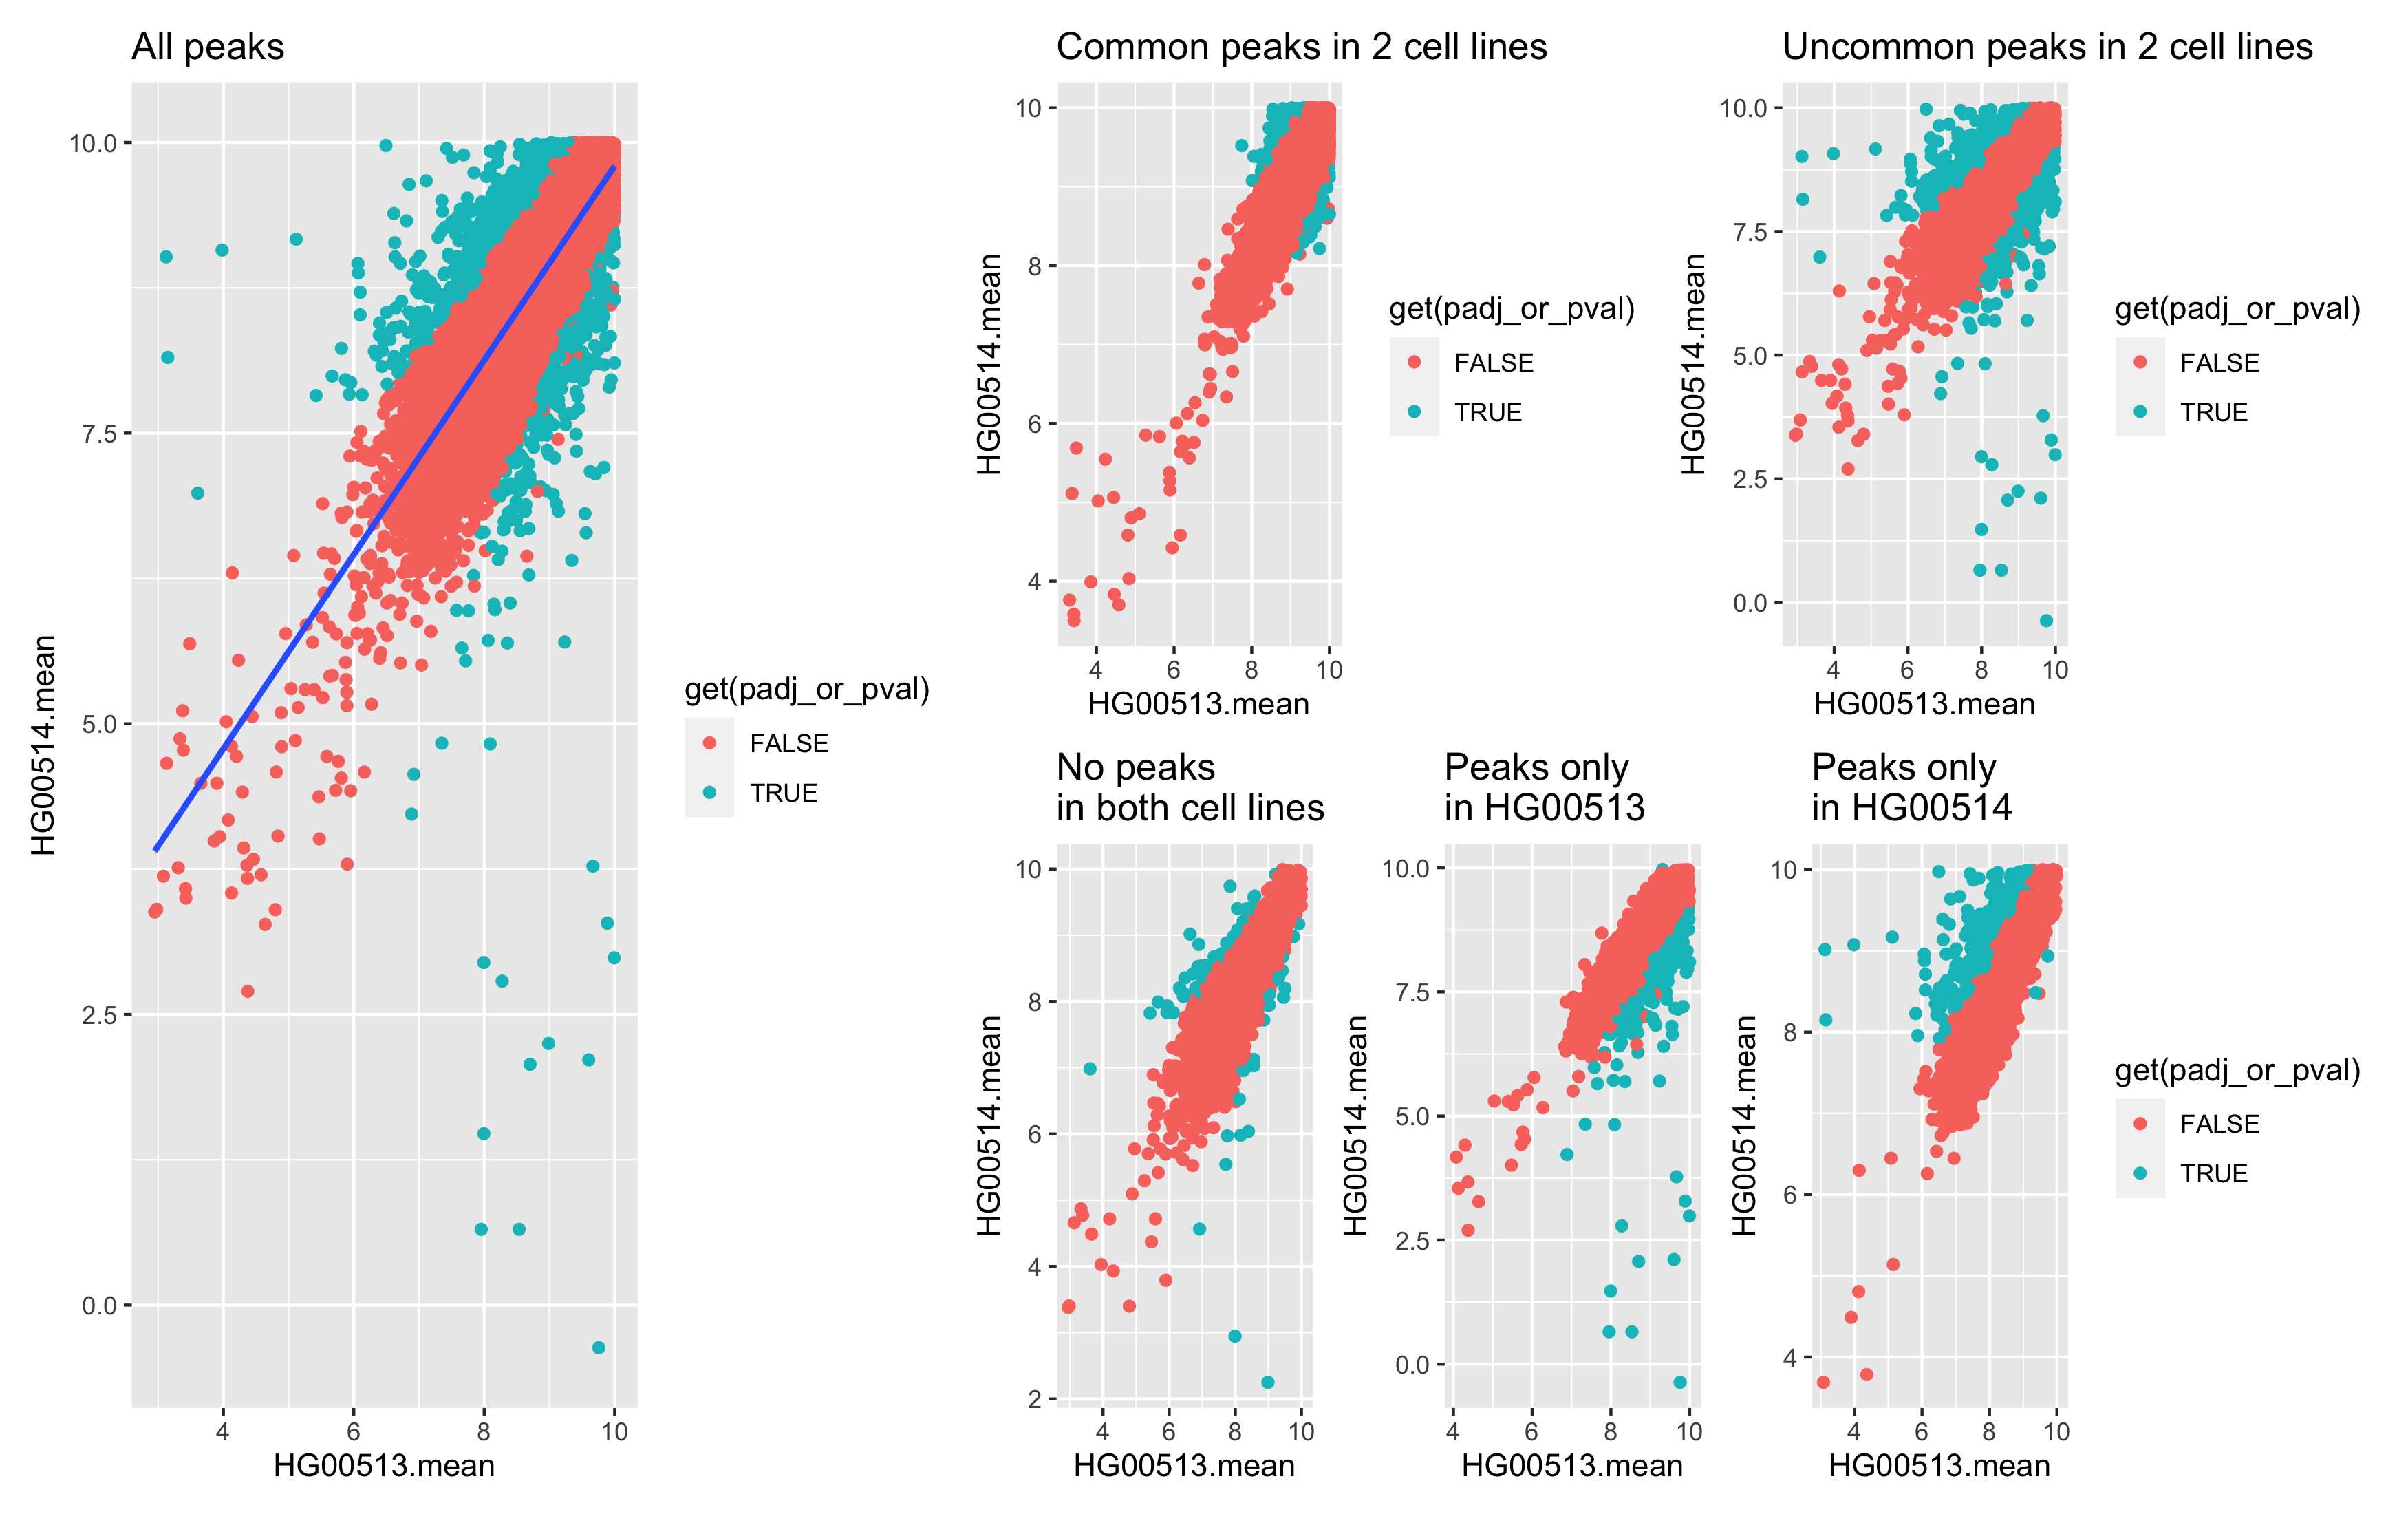 All peaks
10.0
7.5
5.0
2.5
0.0
HG00514.mean
4 6 8 10
HG00513.mean
get(padj_or_pval)
FALSE
TRUE
Common peaks in 2 cell lines
10
8
6
4
HG00514.mean
4 6 8 10
HG00513.mean
get(padj_or_pval)
FALSE
TRUE
Uncommon peaks in 2 cell lines
10.0
7.5
5.0
2.5
0.0
HG00514.mean
4 6 8 10
HG00513.mean
get(padj_or_pval)
FALSE
TRUE
No peaks
in both cell lines
10
8
6
4
2
HG00514.mean
4 6 8 10
HG00513.mean
Peaks only
in HG00513
10.0
7.5
5.0
2.5
0.0
HG00514.mean
4 6 8 10
HG00513.mean
Peaks only
in HG00514
10
8
6
4
HG00514.mean
4 6 8 10
HG00513.mean
get(padj_or_pval)
FALSE
TRUE